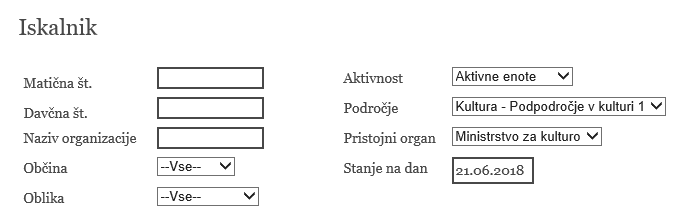 Iskalnik
Matična št.
Davčna št.
Naziv organizacije
Občina --Vse--
Oblika --Vse--
Aktivnost Aktivne enote
Področje Kultura - Podpodročje v kulturi 1
Pristojni organ Ministrstvo za kulturo
Stanje na dan 21.06.2018